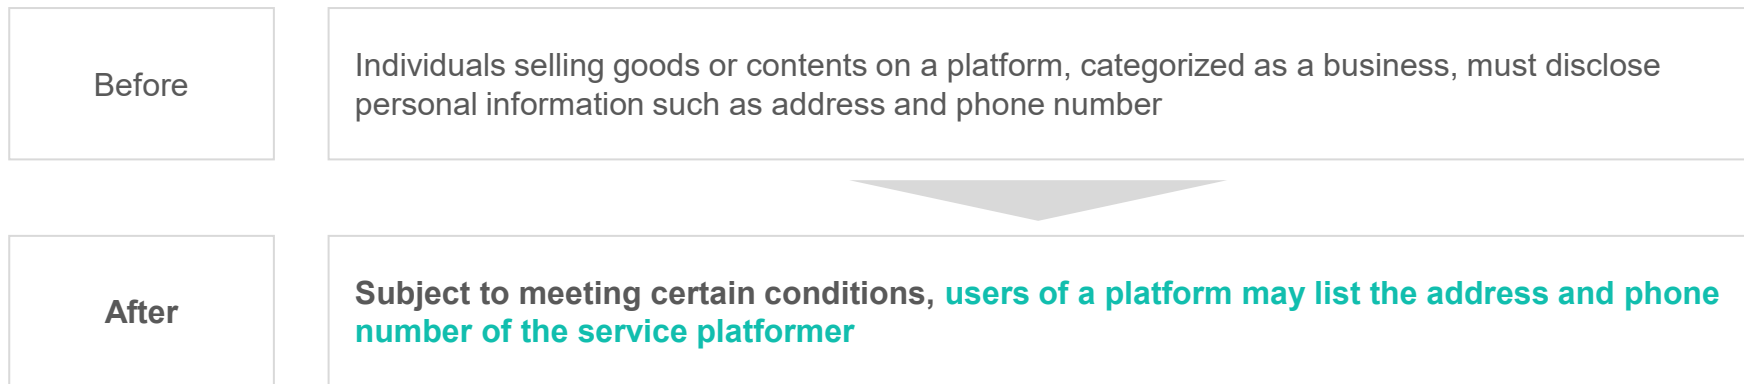 Before
Individuals selling goods or contents on a platform, categorized as a business, must disclose
personal information such as address and phone number
After
Subject to meeting certain conditions, users of a platform may list the address and phone
number of the service platformer